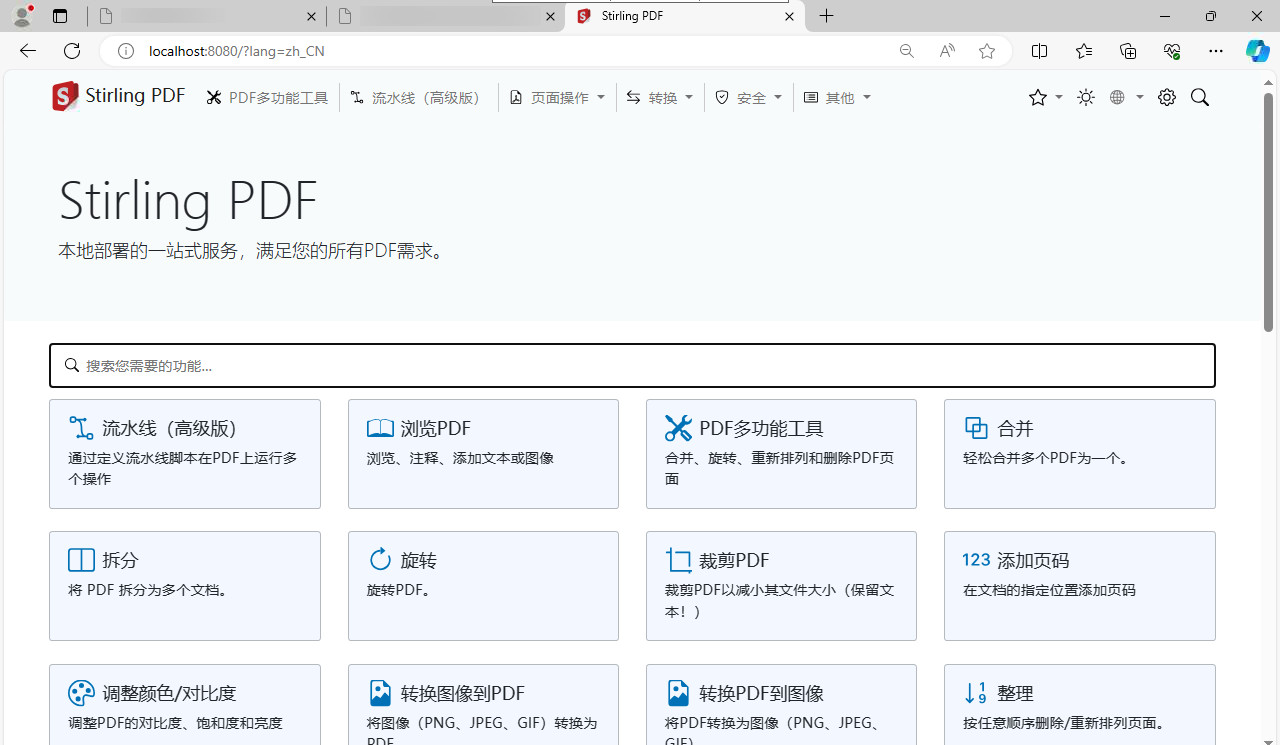 Stirling PDF
localhost:8080/?lang=zh_CN
Stirling PDF
PDF多功能工具
流水线（高级版）
页面操作
转换
安全
其他
Stirling PDF
本地部署的一站式服务，满足您的所有PDF需求。
搜索您需要的功能...
流水线（高级版）
通过定义流水线脚本在PDF上运行多
个操作
浏览PDF
浏览、注释、添加文本或图像
PDF多功能工具
合并、旋转、重新排列和删除PDF页
面
合并
轻松合并多个PDF为一个。
拆分
将 PDF 拆分为多个文档。
旋转
旋转PDF。
裁剪PDF
裁剪PDF以减小其文件大小（保留文
本！）
123 添加页码
在文档的指定位置添加页码
调整颜色/对比度
调整PDF的对比度、饱和度和亮度
转换图像到PDF
将图像（PNG、JPEG、GIF）转换为
PDF
转换PDF到图像
将PDF转换为图像（PNG、JPEG、
GIF）
整理
按任意顺序删除/重新排列页面。